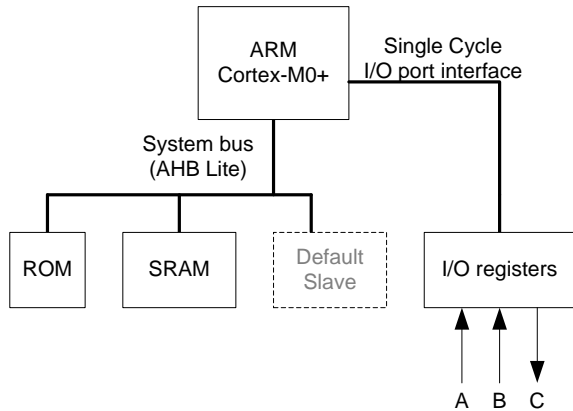 ARM
Cortex-M0+
Single Cycle
I/O port interface
System bus
(AHB Lite)
ROM
SRAM
Default
Slave
I/O registers
A
B
C